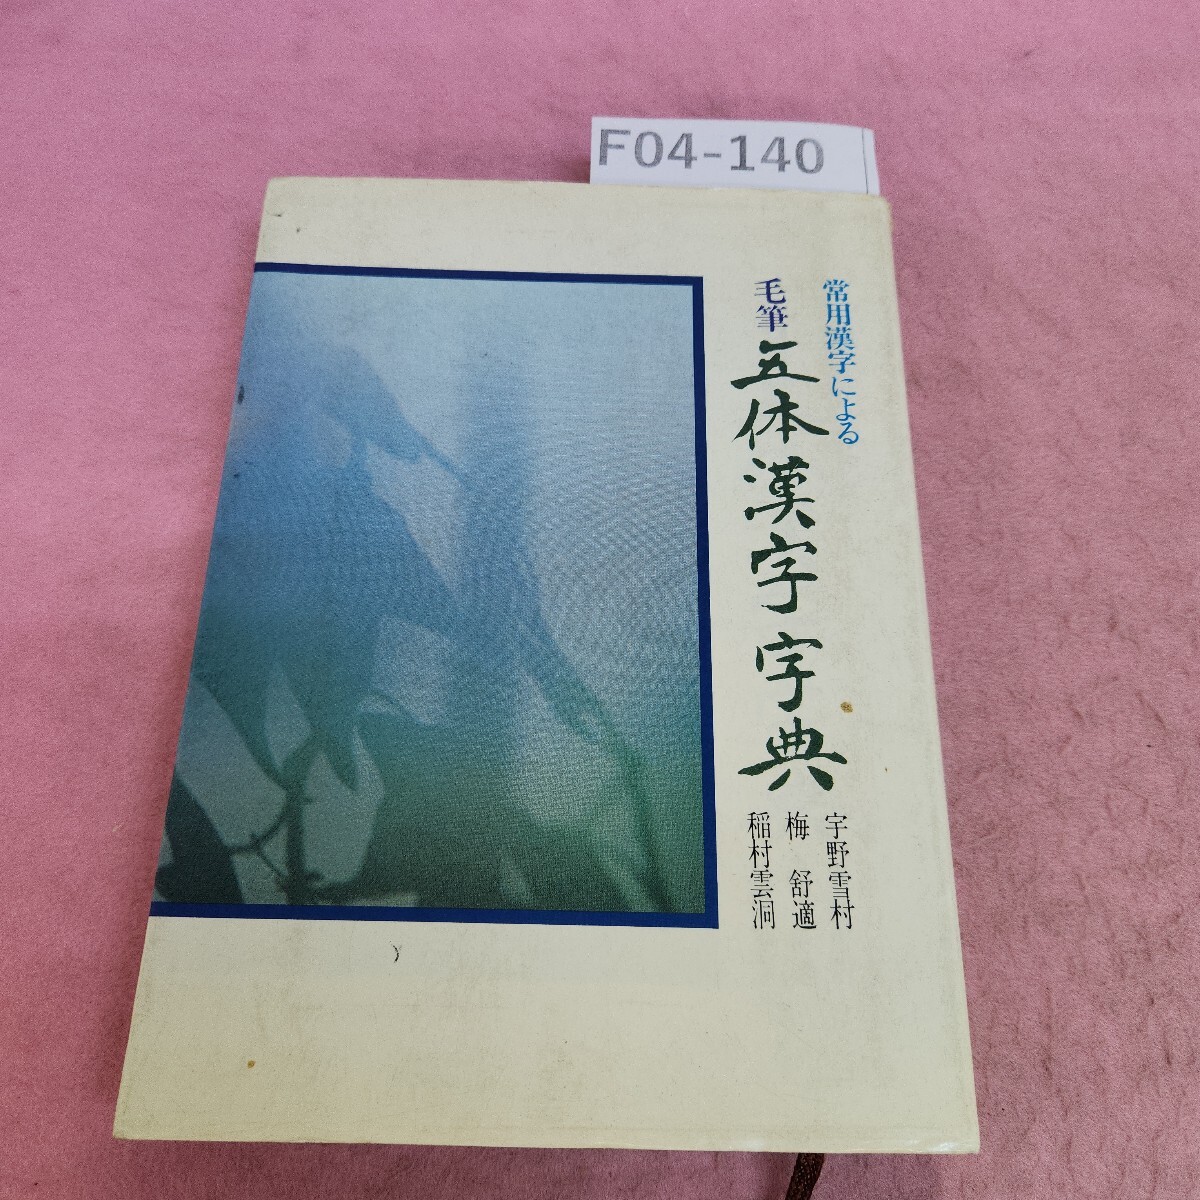 F04-140
常用漢字による
毛筆 五体漢字字典
宇野雪村
梅舒適
稲村雲洞